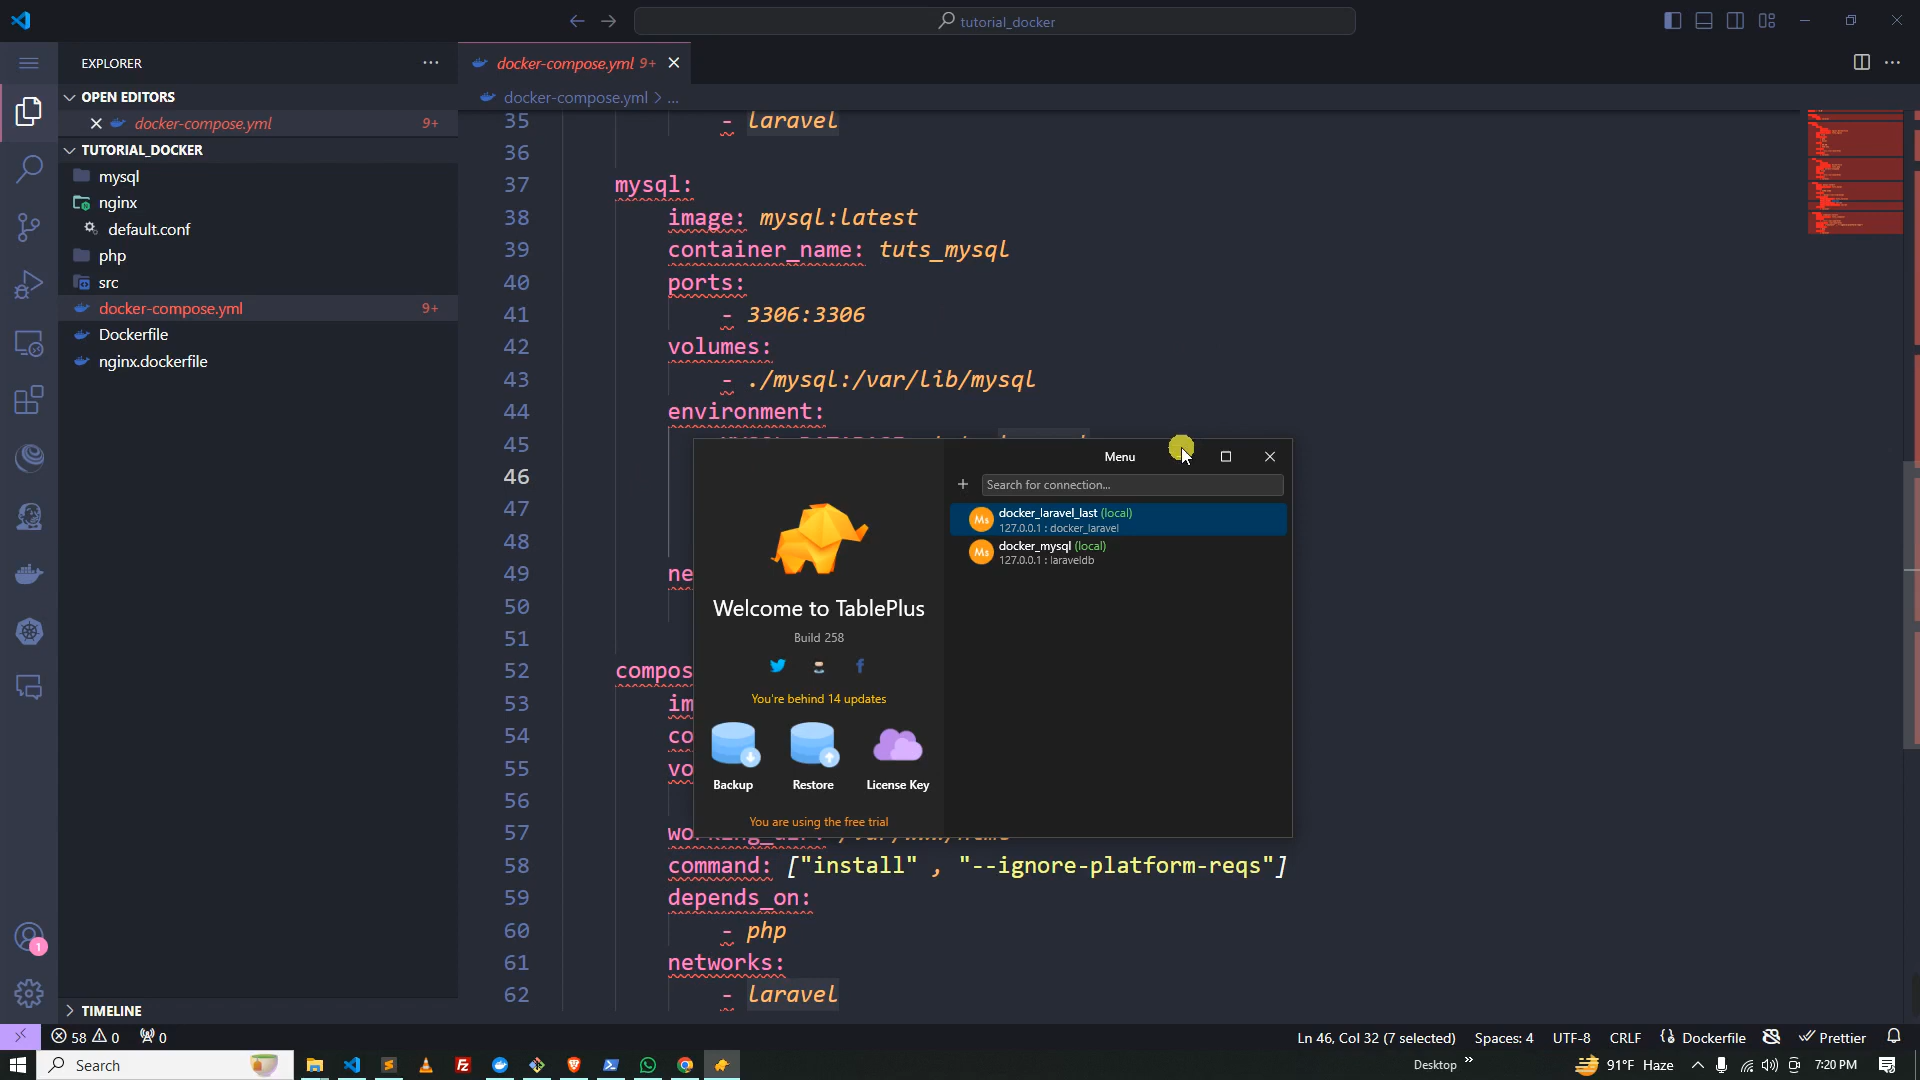 tutorial_docker
EXPLORER
OPEN EDITORS
docker-compose.yml 9+
TUTORIAL_DOCKER
mysql
nginx
default.conf
php
src
docker-compose.yml 9+
Dockerfile
nginx.dockerfile
TIMELINE
docker-compose.yml 9+
docker-compose.yml > ...
35 - laravel
36
37 mysql:
38 image: mysql:latest
39 container_name: tuts_mysql
40 ports:
41 - 3306:3306
42 volumes:
43 - ./mysql:/var/lib/mysql
44 environment:
45
46
47
48
49 ne
50
51
52 compos
53 im
54 co
55 vo
56
57
58 command: ["install" , "--ignore-platform-reqs"]
59 depends_on:
60 - php
61 networks:
62 - laravel
Menu
Search for connection...
Ms docker_laravel_last (local)
127.0.0.1 : docker_laravel
Ms docker_mysql (local)
127.0.0.1 : laraveldb
Welcome to TablePlus
Build 258
You're behind 14 updates
Backup Restore License Key
You are using the free trial
1
58 0 0
Ln 46, Col 32 (7 selected) Spaces: 4 UTF-8 CRLF Dockerfile Prettier
Search
Desktop
91°F Haze
7:20 PM